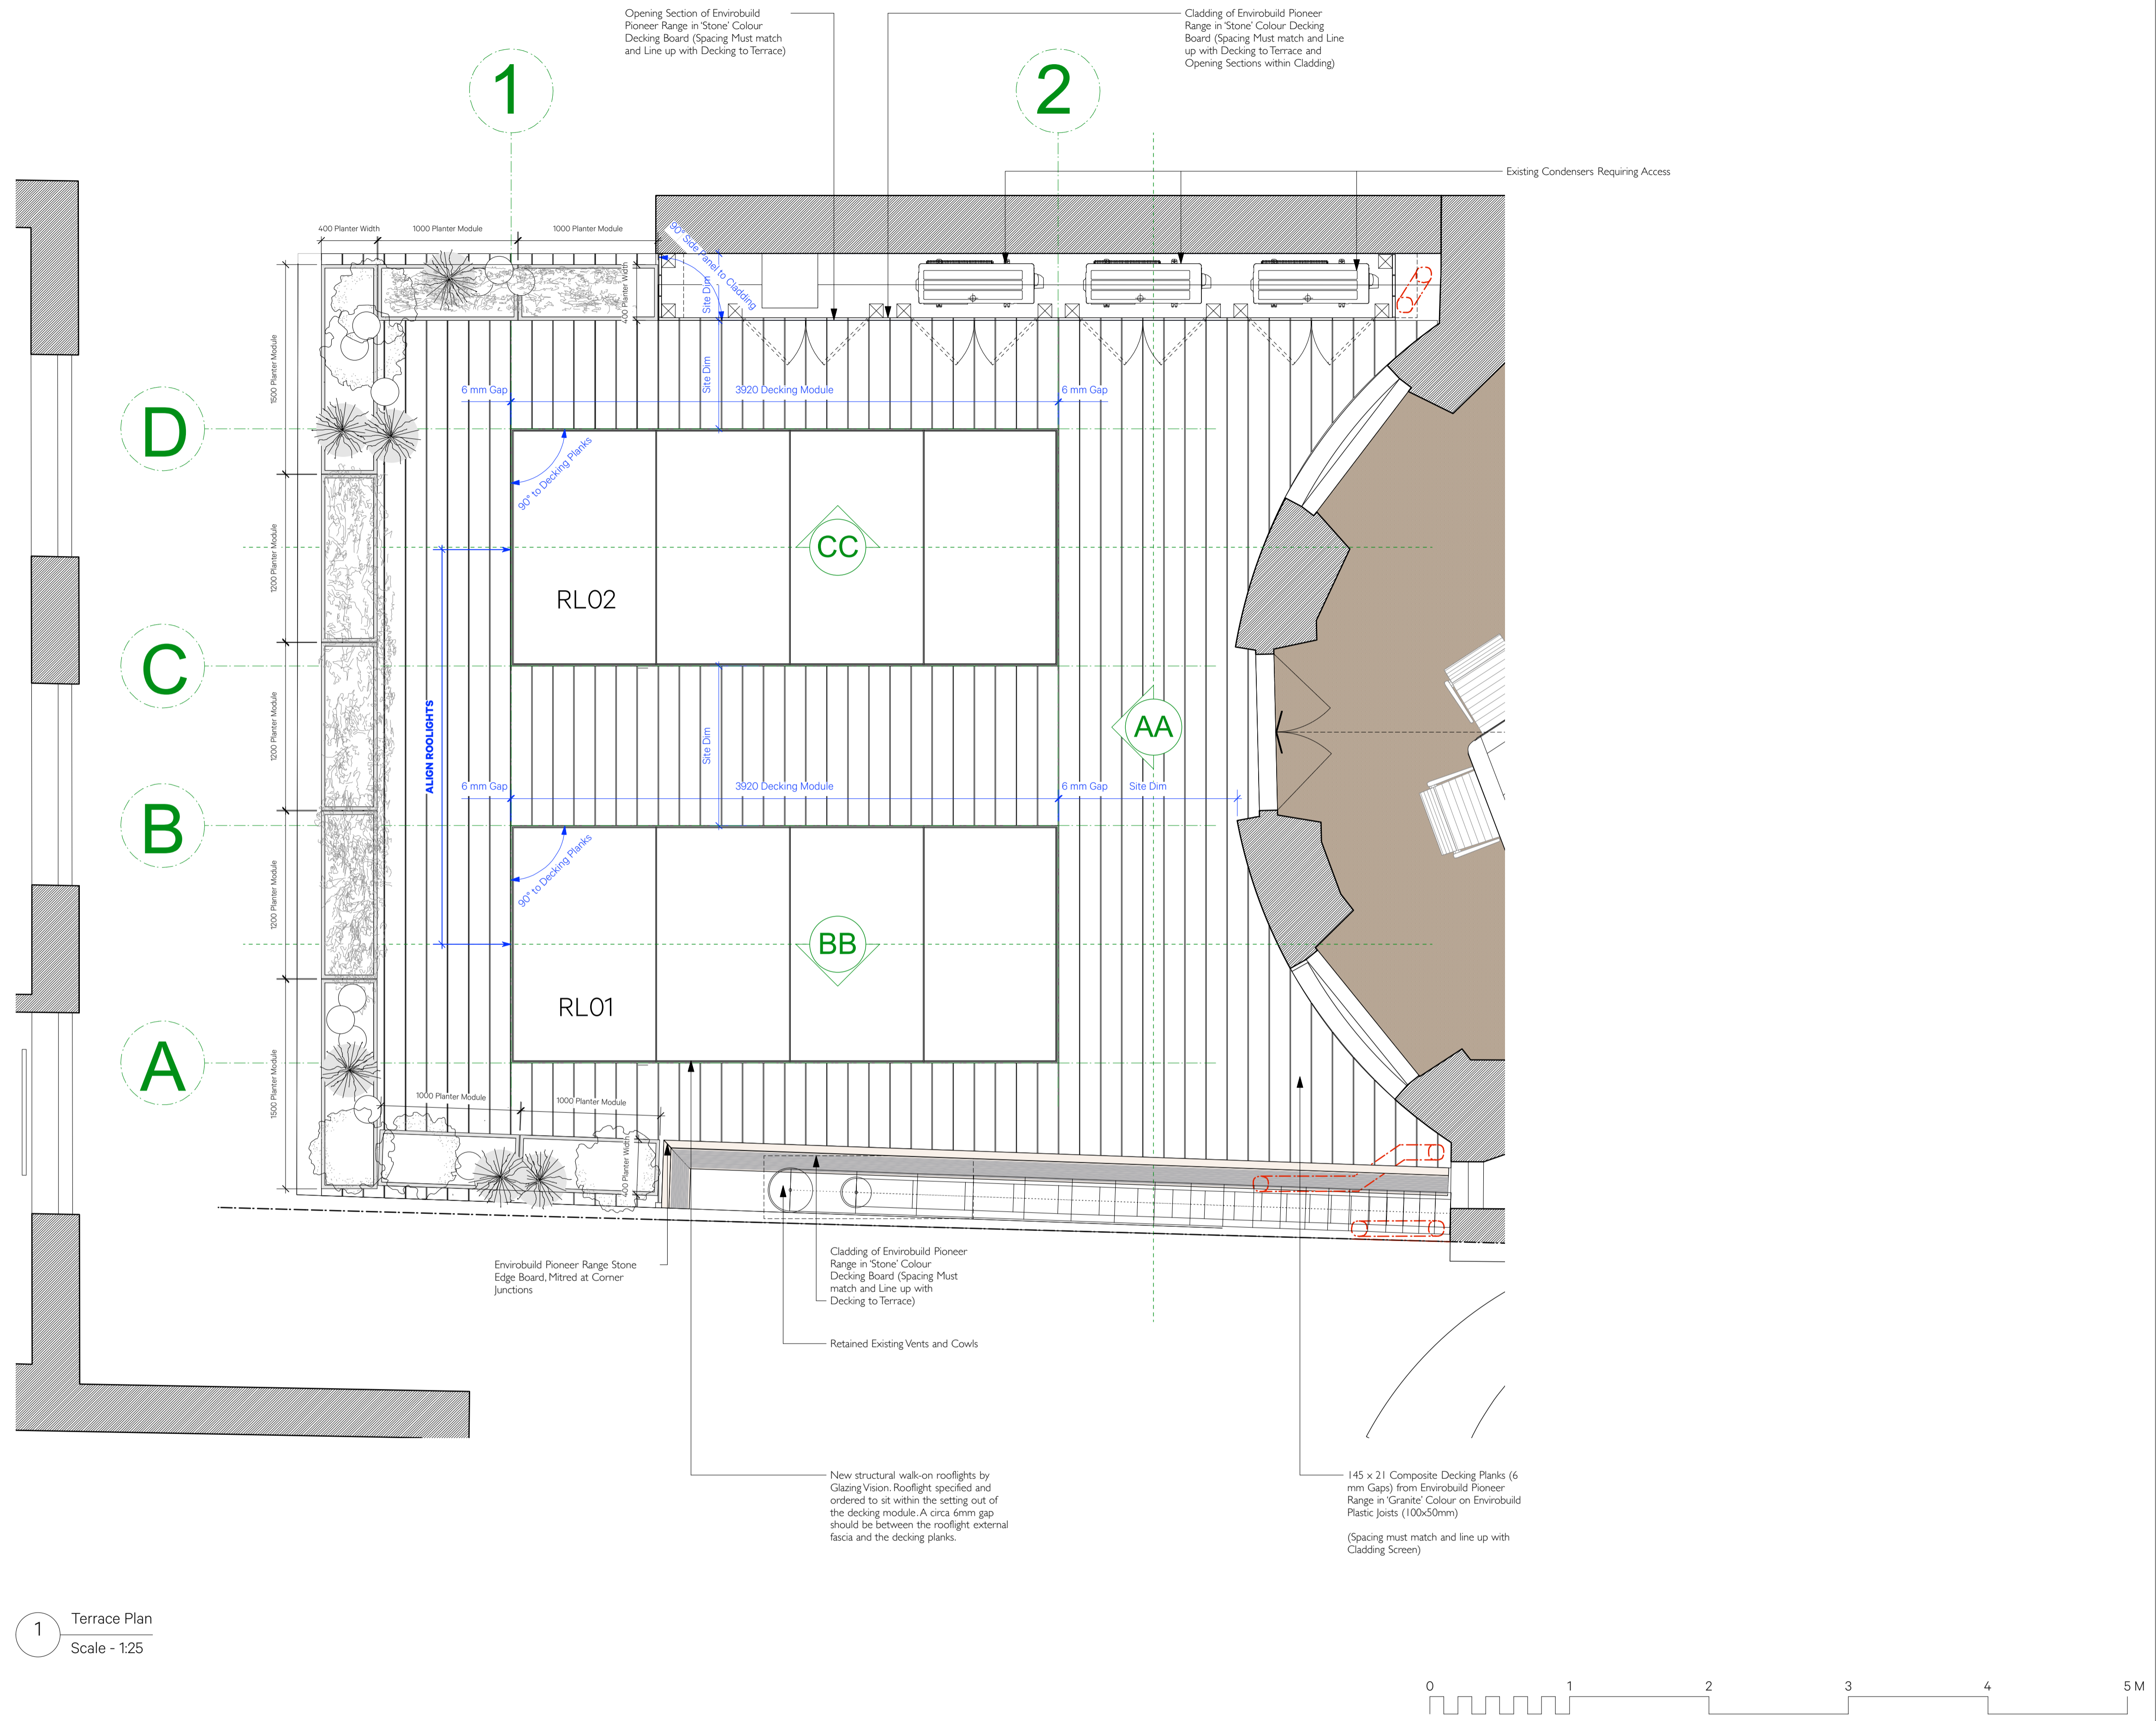 Opening Section of Envirobuild
Pioneer Range in 'Stone' Colour
Decking Board (Spacing Must match
and Line up with Decking to Terrace)
Cladding of Envirobuild Pioneer
Range in 'Stone' Colour Decking
Board (Spacing Must match and Line
up with Decking to Terrace and
Opening Sections within Cladding)
1
2
Existing Condensers Requiring Access
400 Planter Width
1000 Planter Module
1000 Planter Module
90° Side Panel to Cladding
400 Planter Width
Site Dim
1500 Planter Module
Site Dim
6 mm Gap
3920 Decking Module
6 mm Gap
D
90° to Decking Planks
CC
1200 Planter Module
RL02
C
1200 Planter Module
ALIGN ROOLIGHTS
Site Dim
AA
6 mm Gap
3920 Decking Module
6 mm Gap
Site Dim
B
90° to Decking Planks
1200 Planter Module
BB
RL01
A
1500 Planter Module
1000 Planter Module
1000 Planter Module
400 Planter Width
Envirobuild Pioneer Range Stone
Edge Board, Mitred at Corner
Junctions
Cladding of Envirobuild Pioneer
Range in 'Stone' Colour
Decking Board (Spacing Must
match and Line up with
Decking to Terrace)
Retained Existing Vents and Cowls
New structural walk-on rooflights by
Glazing Vision. Rooflight specified and
ordered to sit within the setting out of
the decking module. A circa 6mm gap
should be between the rooflight external
fascia and the decking planks.
145 x 21 Composite Decking Planks (6
mm Gaps) from Envirobuild Pioneer
Range in 'Granite' Colour on Envirobuild
Plastic Joists (100x50mm)
(Spacing must match and line up with
Cladding Screen)
1
Terrace Plan
Scale - 1:25
0 1 2 3 4 5 M